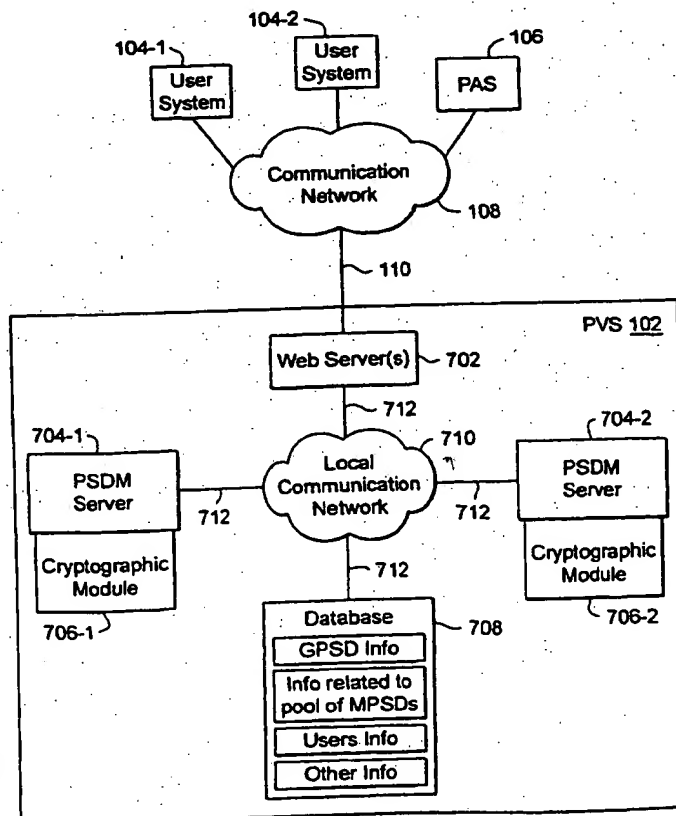 104-1
User
System
104-2
User
System
106
PAS
Communication
Network
108
110
PVS 102
Web Server(s)
702
712
704-1
PSDM
Server
712
Cryptographic
Module
706-1
710
Local
Communication
Network
704-2
PSDM
Server
712
Cryptographic
Module
706-2
712
Database
708
GPSD Info
Info related to
pool of MPSDs
Users Info
Other Info